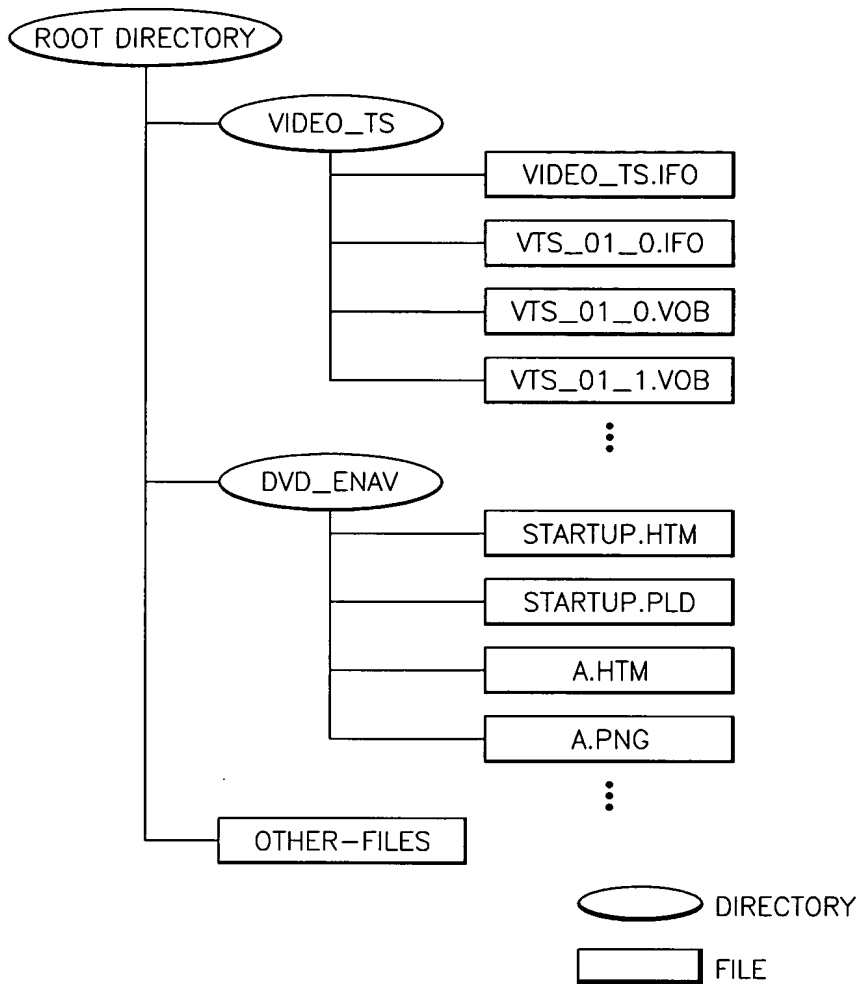 ROOT DIRECTORY
VIDEO_TS
VIDEO_TS.IFO
VTS_01_0.IFO
VTS_01_0.VOB
VTS_01_1.VOB
DVD_ENAV
STARTUP.HTM
STARTUP.PLD
A.HTM
A.PNG
OTHER-FILES
DIRECTORY
FILE